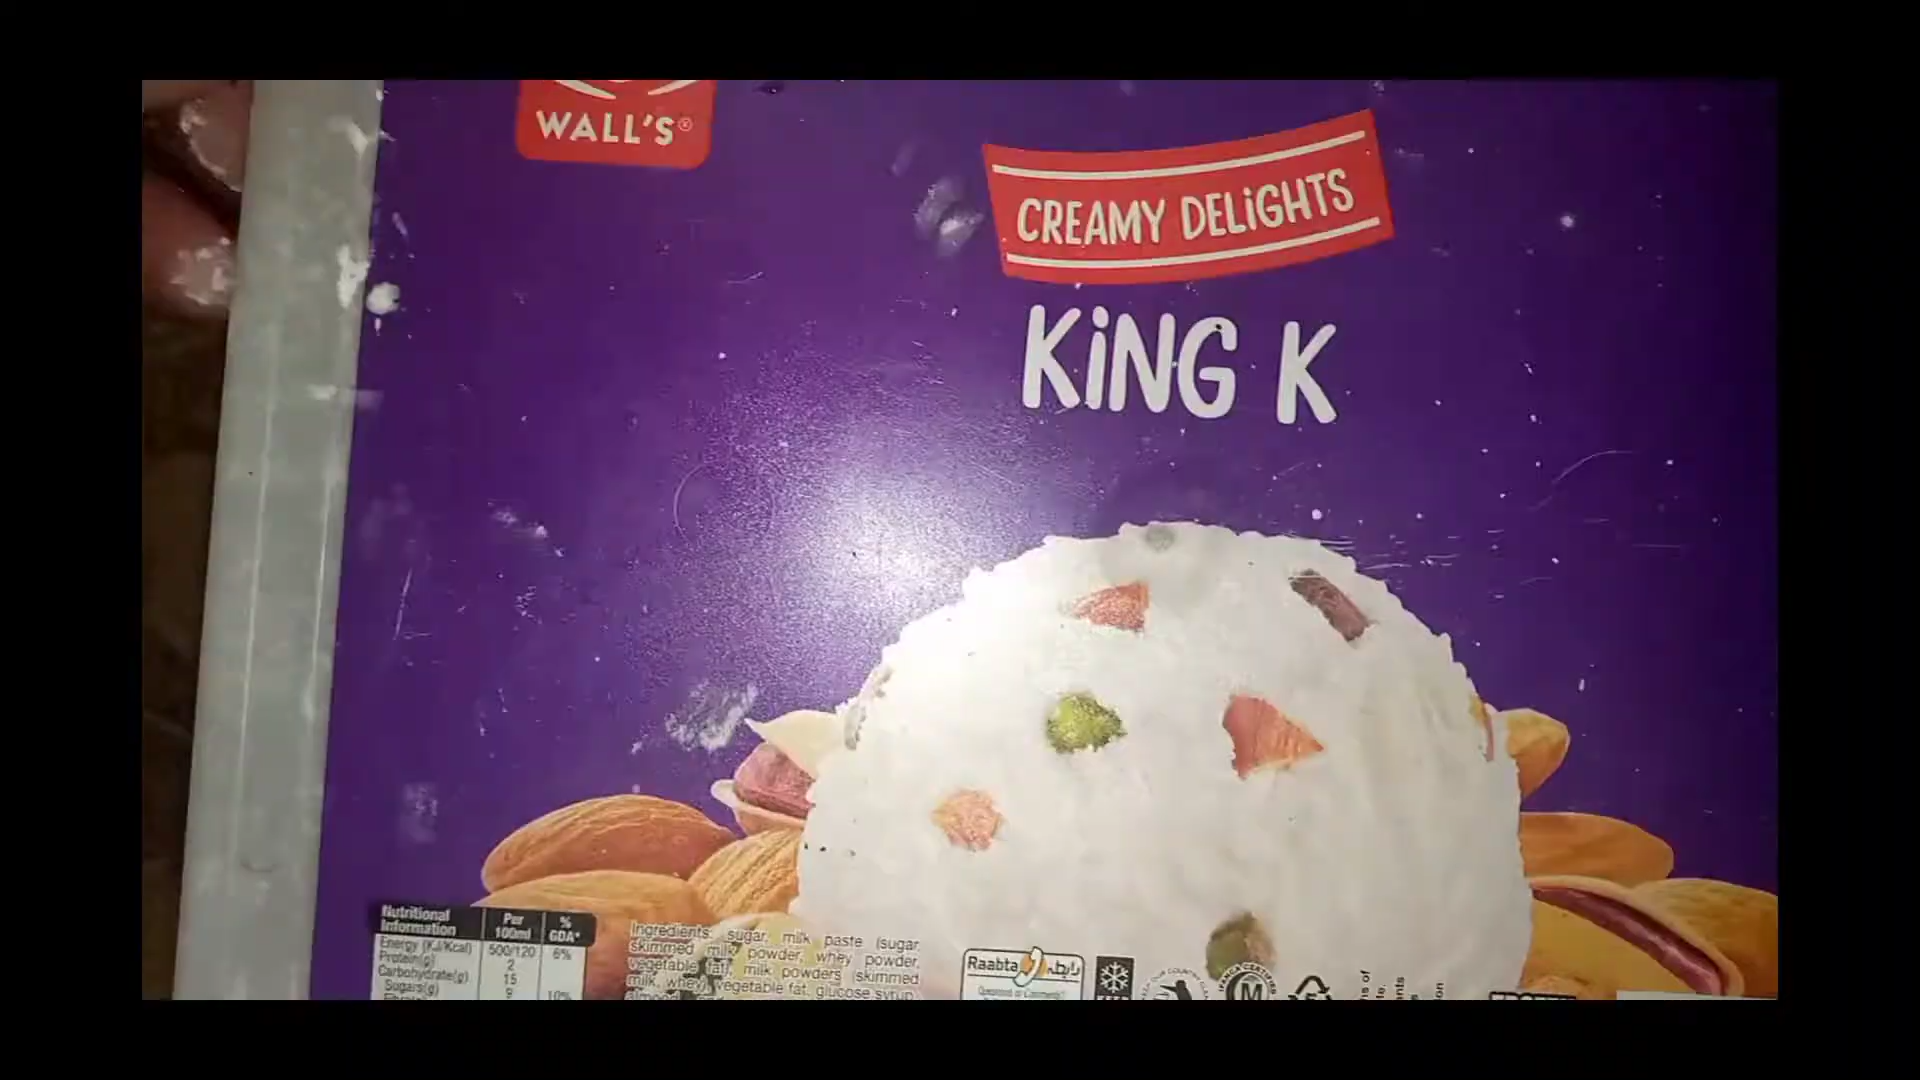 WALL'S®
CREAMY DELiGHTS
KiNG K
Nutritional Information Per 100ml % GDA*
Energy (KJ/Kcal) 500/120 6%
Protein(g) 2
Carbohydrate(g) 15
Sugars(g) 9 10%
Ingredients: sugar, milk paste (sugar,
skimmed milk powder, whey powder,
vegetable fat), milk powders (skimmed
milk, whey), vegetable fat, glucose syrup,
Raabta رابطہ
M